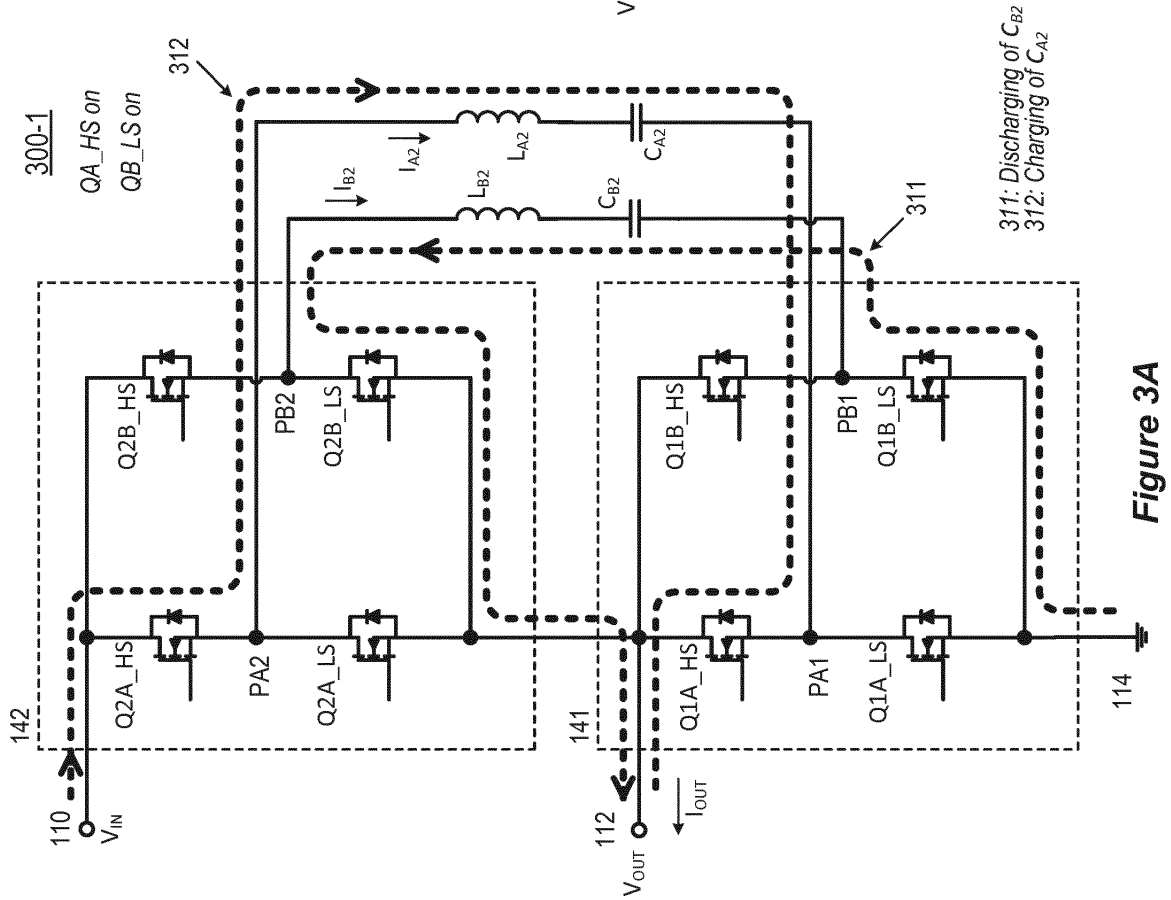 300-1
QA_HS on
QB_LS on
312
142
110
V_IN
Q2A_HS
Q2B_HS
PA2
PB2
Q2A_LS
Q2B_LS
I_B2
I_A2
L_B2
L_A2
C_B2
C_A2
141
112
V_OUT
I_OUT
Q1A_HS
Q1B_HS
PA1
PB1
Q1A_LS
Q1B_LS
311
114
311: Discharging of C_B2
312: Charging of C_A2
V
Figure 3A